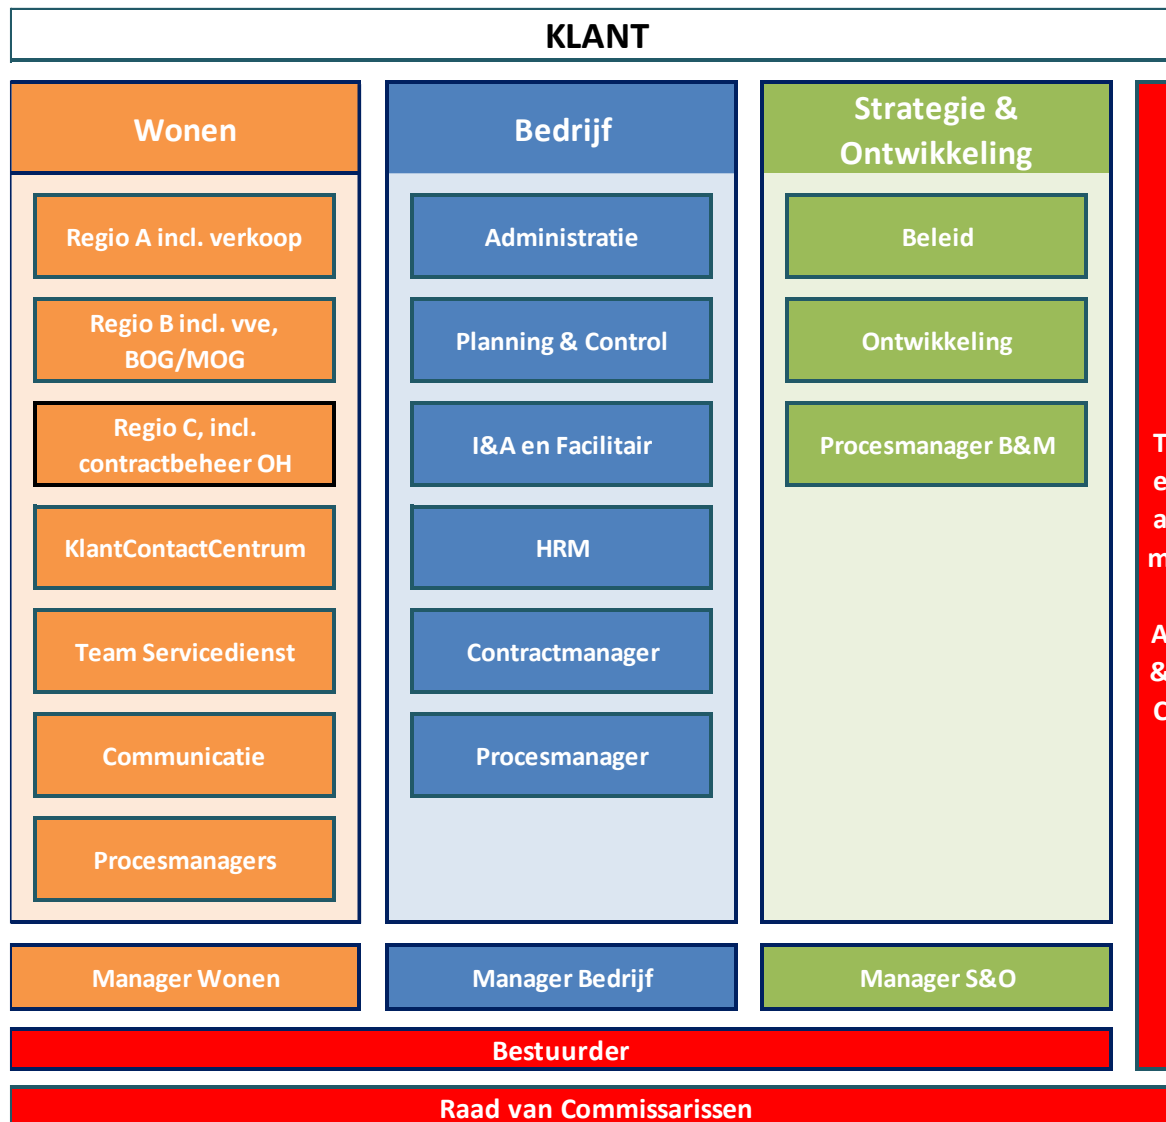 KLANT
Wonen
Regio A incl. verkoop
Regio B incl. vve,
BOG/MOG
Regio C, incl.
contractbeheer OH
KlantContactCentrum
Team Servicedienst
Communicatie
Procesmanagers
Manager Wonen
Bedrijf
Administratie
Planning & Control
I&A en Facilitair
HRM
Contractmanager
Procesmanager
Manager Bedrijf
Strategie &
Ontwikkeling
Beleid
Ontwikkeling
Procesmanager B&M
Manager S&O
Bestuurder
Raad van Commissarissen